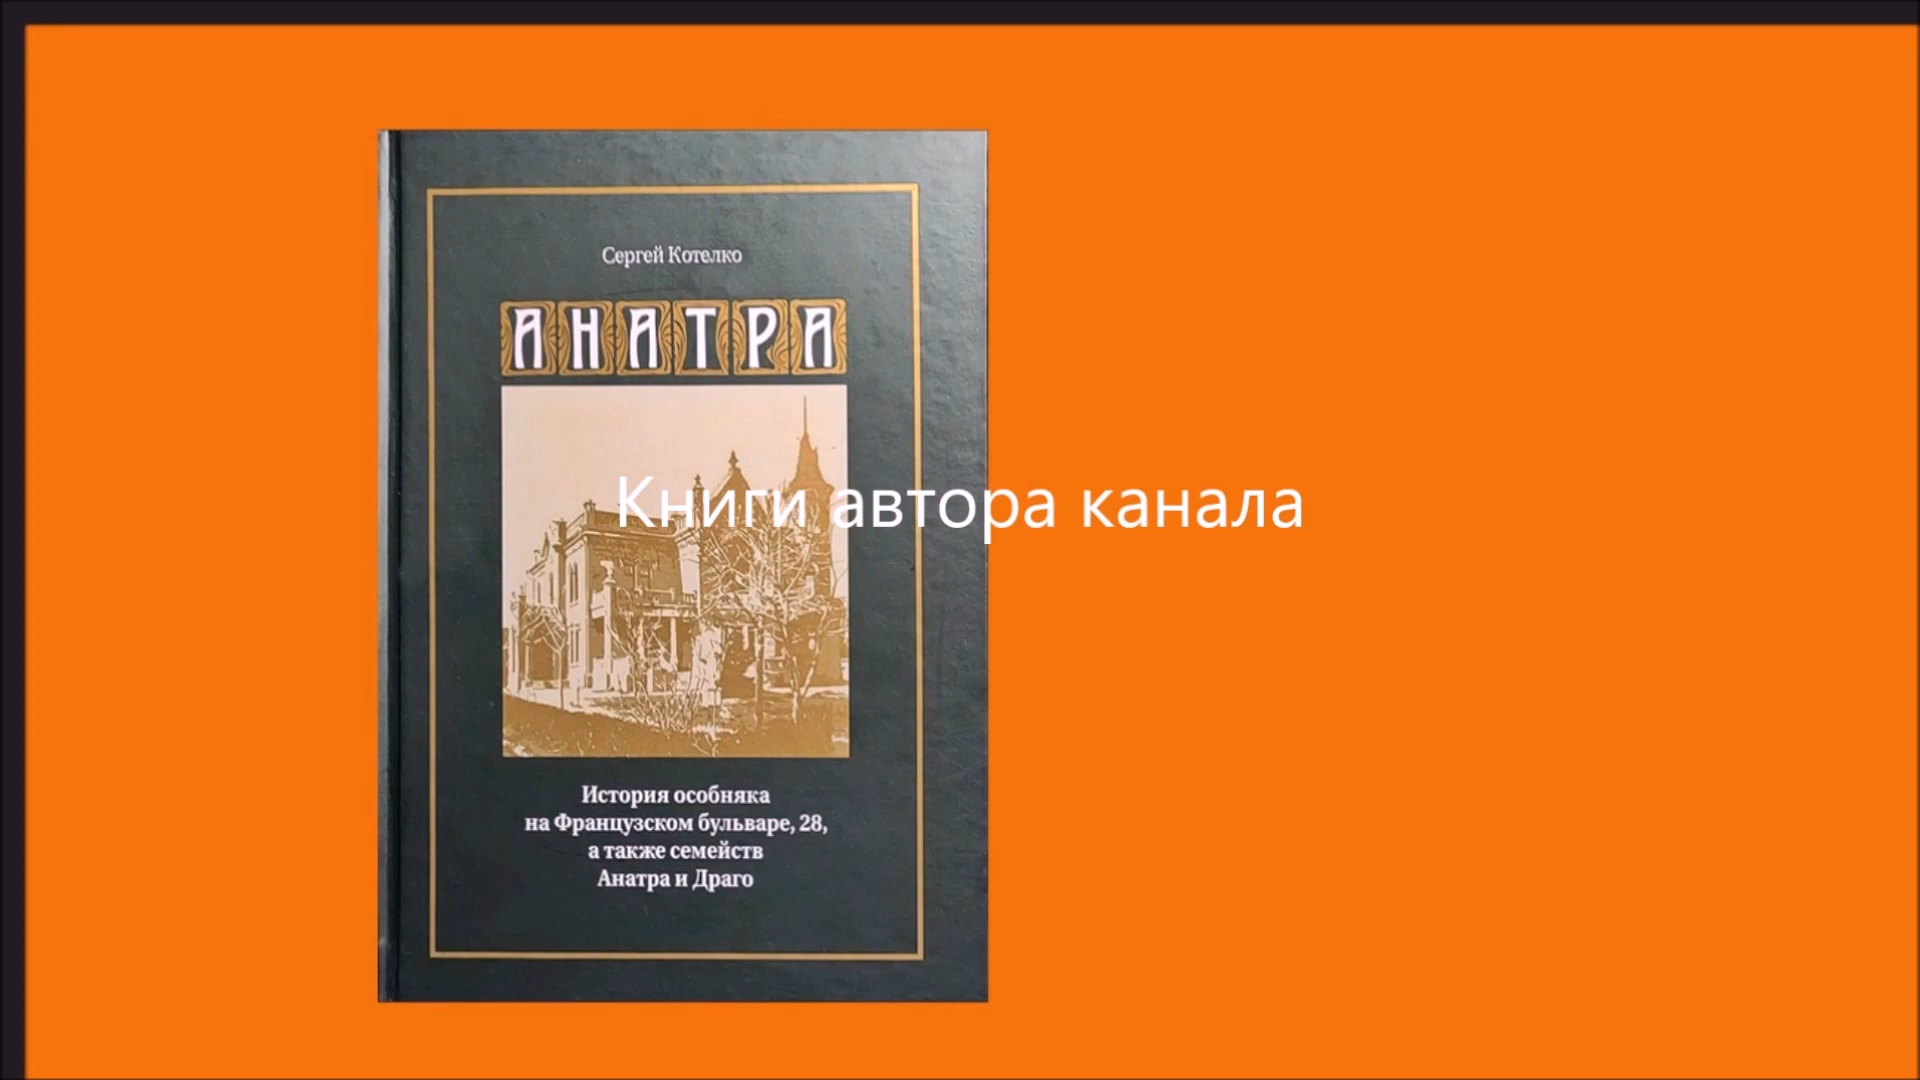 Сергей Котелко
АНАТРА
Книги автора канала
История особняка
на Французском бульваре, 28,
а также семейств
Анатра и Драго